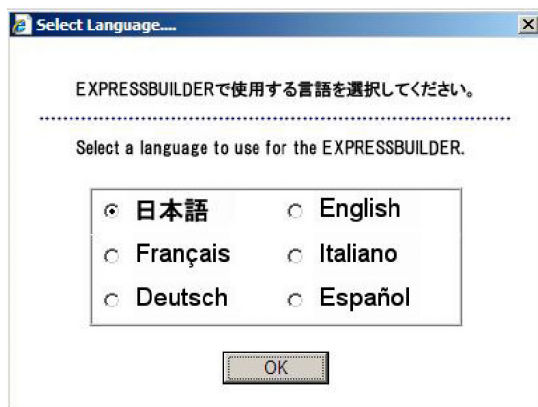 Select Language....
EXPRESSBUILDERで使用する言語を選択してください。
Select a language to use for the EXPRESSBUILDER.
日本語 English
Français Italiano
Deutsch Español
OK